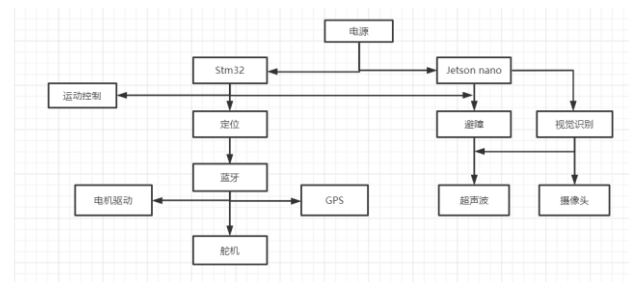 电源
Stm32
Jetson nano
运动控制
定位
避障
视觉识别
蓝牙
电机驱动
GPS
超声波
摄像头
舵机